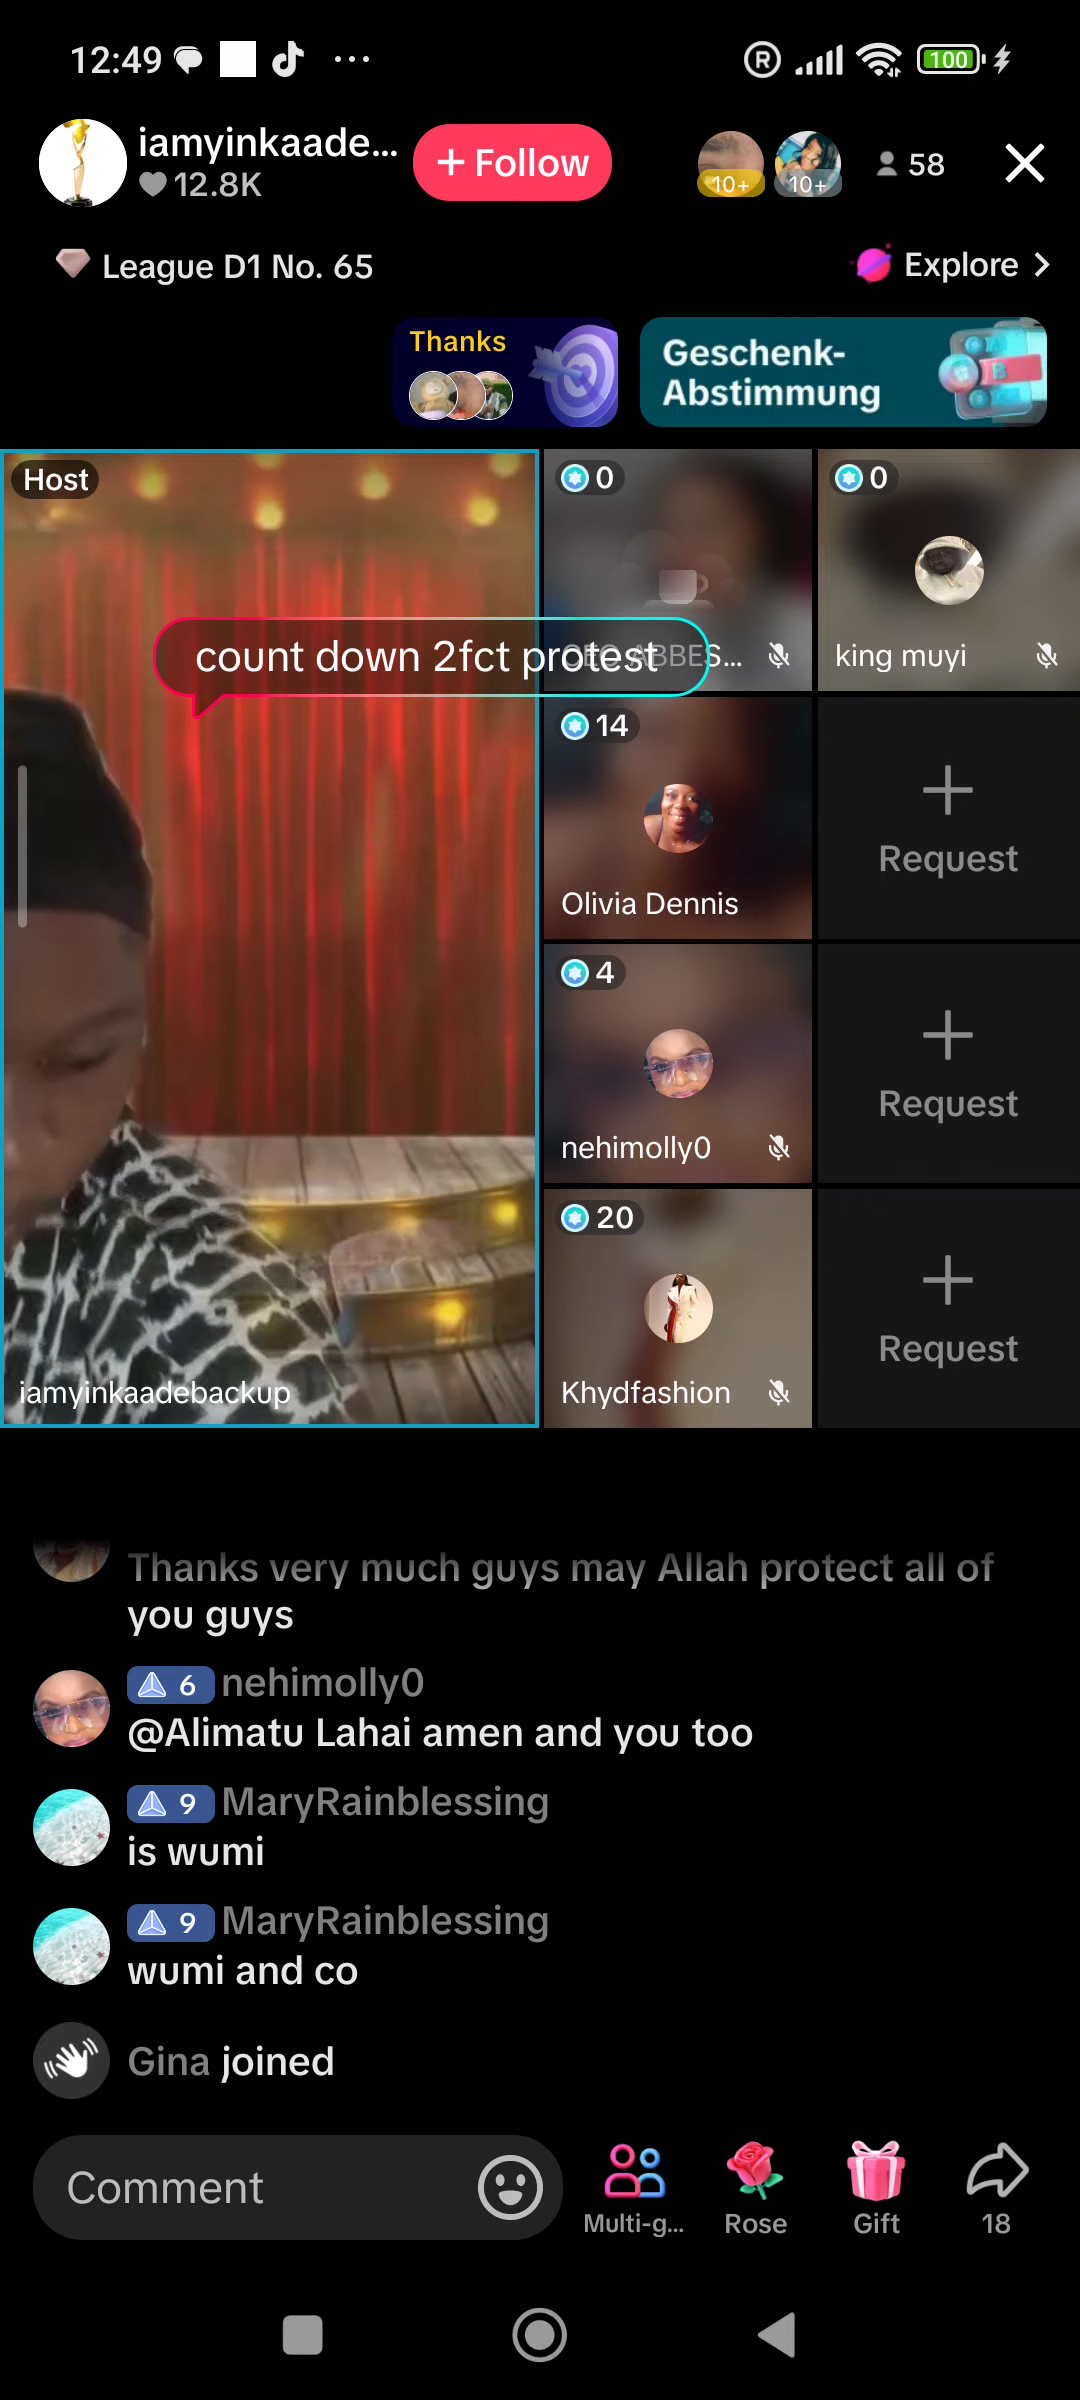 12:49
R
100
iamyinkaade...
12.8K
+ Follow
10+
10+
58
League D1 No. 65
Explore
Thanks
Geschenk-
Abstimmung
Host
0
0
count down 2fct protest
king muyi
14
Request
Olivia Dennis
4
Request
nehimolly0
20
Request
iamyinkaadebackup
Khydfashion
Thanks very much guys may Allah protect all of
you guys
6 nehimolly0
@Alimatu Lahai amen and you too
9 MaryRainblessing
is wumi
9 MaryRainblessing
wumi and co
Gina joined
Comment
Multi-g...
Rose
Gift
18